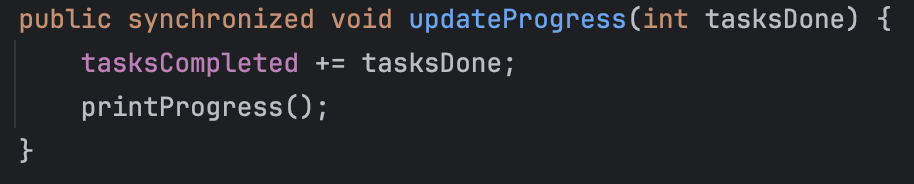 public synchronized void updateProgress(int tasksDone) {
    tasksCompleted += tasksDone;
    printProgress();
}